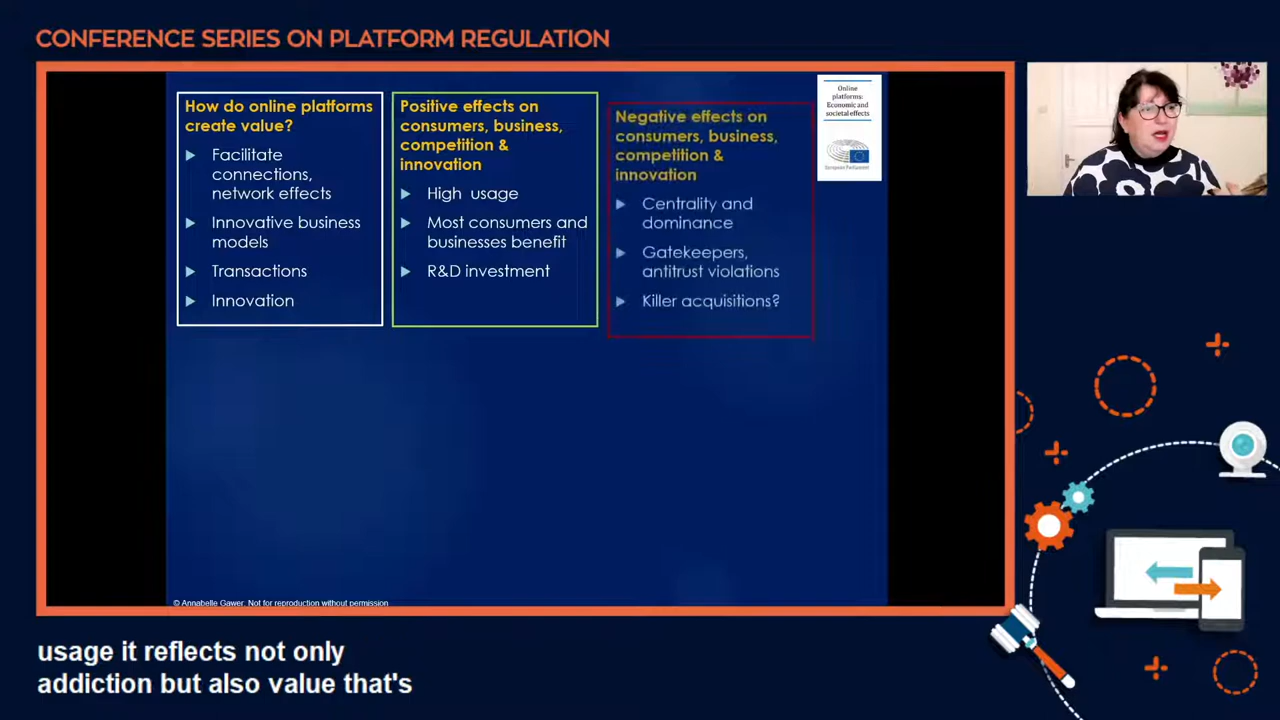 CONFERENCE SERIES ON PLATFORM REGULATION
How do online platforms
create value?
Facilitate
connections,
network effects
Innovative business
models
Transactions
Innovation
Positive effects on
consumers, business,
competition &
innovation
High usage
Most consumers and
businesses benefit
R&D investment
Negative effects on
consumers, business,
competition &
innovation
Centrality and
dominance
Gatekeepers,
antitrust violations
Killer acquisitions?
Online
platforms:
Economic and
societal effects
European Parliament
© Annabelle Gawer. Not for reproduction without permission
usage it reflects not only
addiction but also value that's